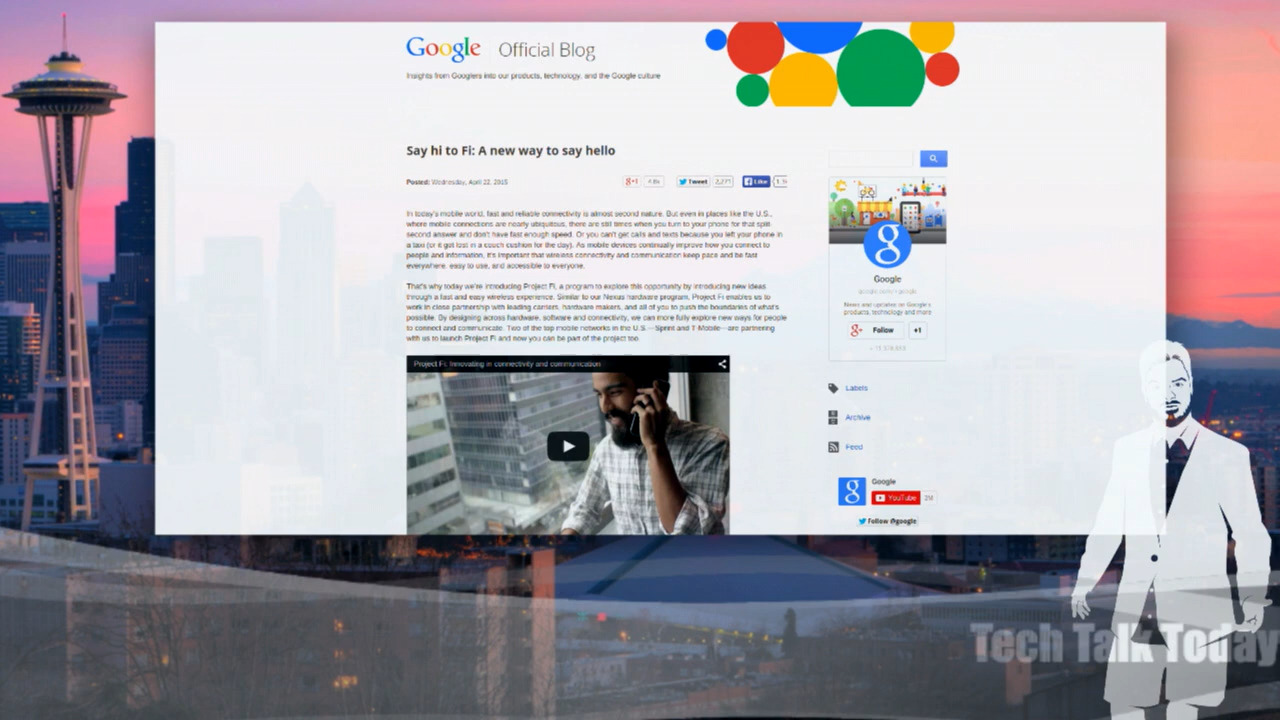 Google Official Blog
Insights from Googlers into our products, technology, and the Google culture
Say hi to Fi: A new way to say hello
Posted: Wednesday, April 22, 2015
g+1 4.6k Tweet 2,271 Like
In today's mobile world, fast and reliable connectivity is almost second nature. But even in places like the U.S.,
where mobile connections are nearly ubiquitous, there are still times when you turn to your phone for that split-
second answer and don't have fast enough speed. Or you can't get calls and texts because you left your phone in
a taxi (or it got lost in a couch cushion for the day). As mobile devices continually improve how you connect to
people and information, it's important that wireless connectivity and communication keep pace and be fast
everywhere, easy to use, and accessible to everyone.
That's why today we're introducing Project Fi, a program to explore this opportunity by introducing new ideas
through a fast and easy wireless experience. Similar to our Nexus hardware program, Project Fi enables us to
work in close partnership with leading carriers, hardware makers, and all of you to push the boundaries of what's
possible. By designing across hardware, software and connectivity, we can more fully explore new ways for people
to connect and communicate. Two of the top mobile networks in the U.S.—Sprint and T-Mobile—are partnering
with us to launch Project Fi and now you can be part of the project too.
Project Fi: Innovating in connectivity and communication
g
Google
News and updates on Google's
products, technology and more
g+ Follow +1
Labels
Archive
Feed
g Google
YouTube 2M
Follow @google
Tech Talk Today